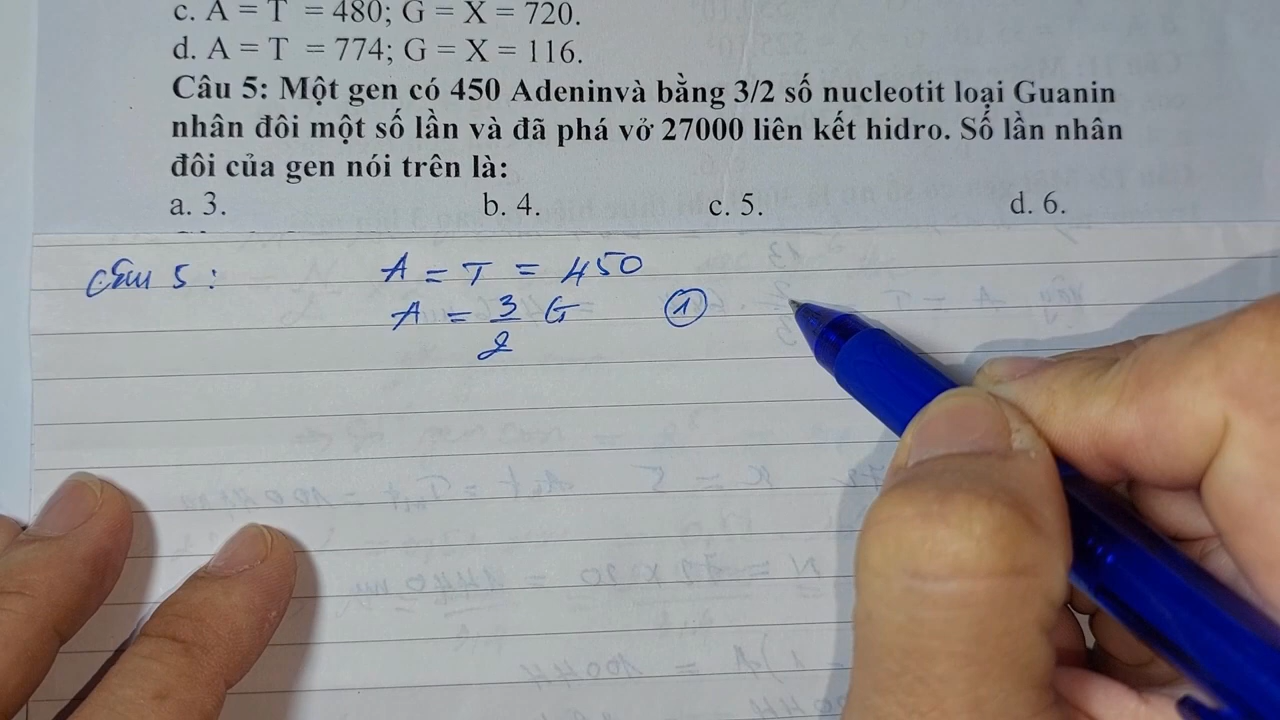 c. A = T = 480; G = X = 720.
d. A = T = 774; G = X = 116.
Câu 5: Một gen có 450 Adeninvà bằng 3/2 số nucleotit loại Guanin
nhân đôi một số lần và đã phá vở 27000 liên kết hidro. Số lần nhân
đôi của gen nói trên là:
a. 3. b. 4. c. 5. d. 6.
Câu 5 : A = T = 450
A = 3/2 G ①